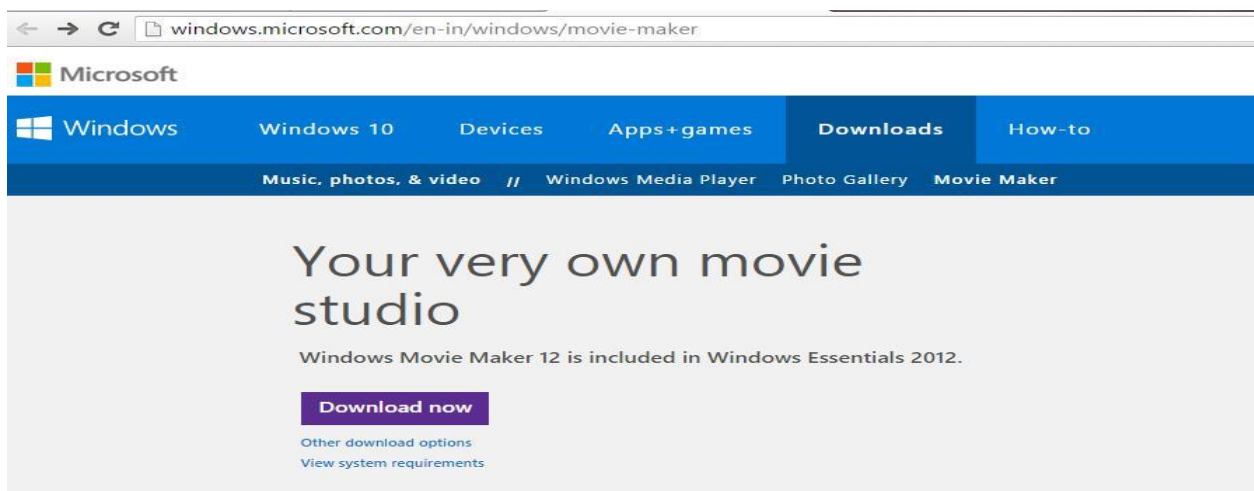 windows.microsoft.com/en-in/windows/movie-maker
Microsoft
Windows Windows 10 Devices Apps+games Downloads How-to
Music, photos, & video // Windows Media Player Photo Gallery Movie Maker
Your very own movie
studio
Windows Movie Maker 12 is included in Windows Essentials 2012.
Download now
Other download options
View system requirements